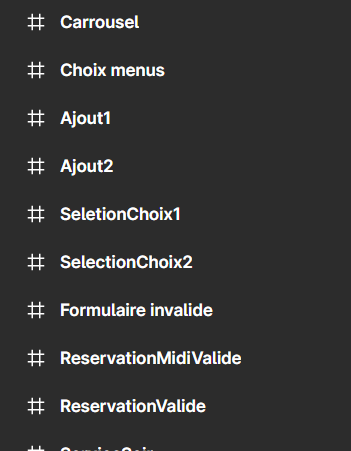 Carrousel
Choix menus
Ajout1
Ajout2
SeletionChoix1
SelectionChoix2
Formulaire invalide
ReservationMidiValide
ReservationValide